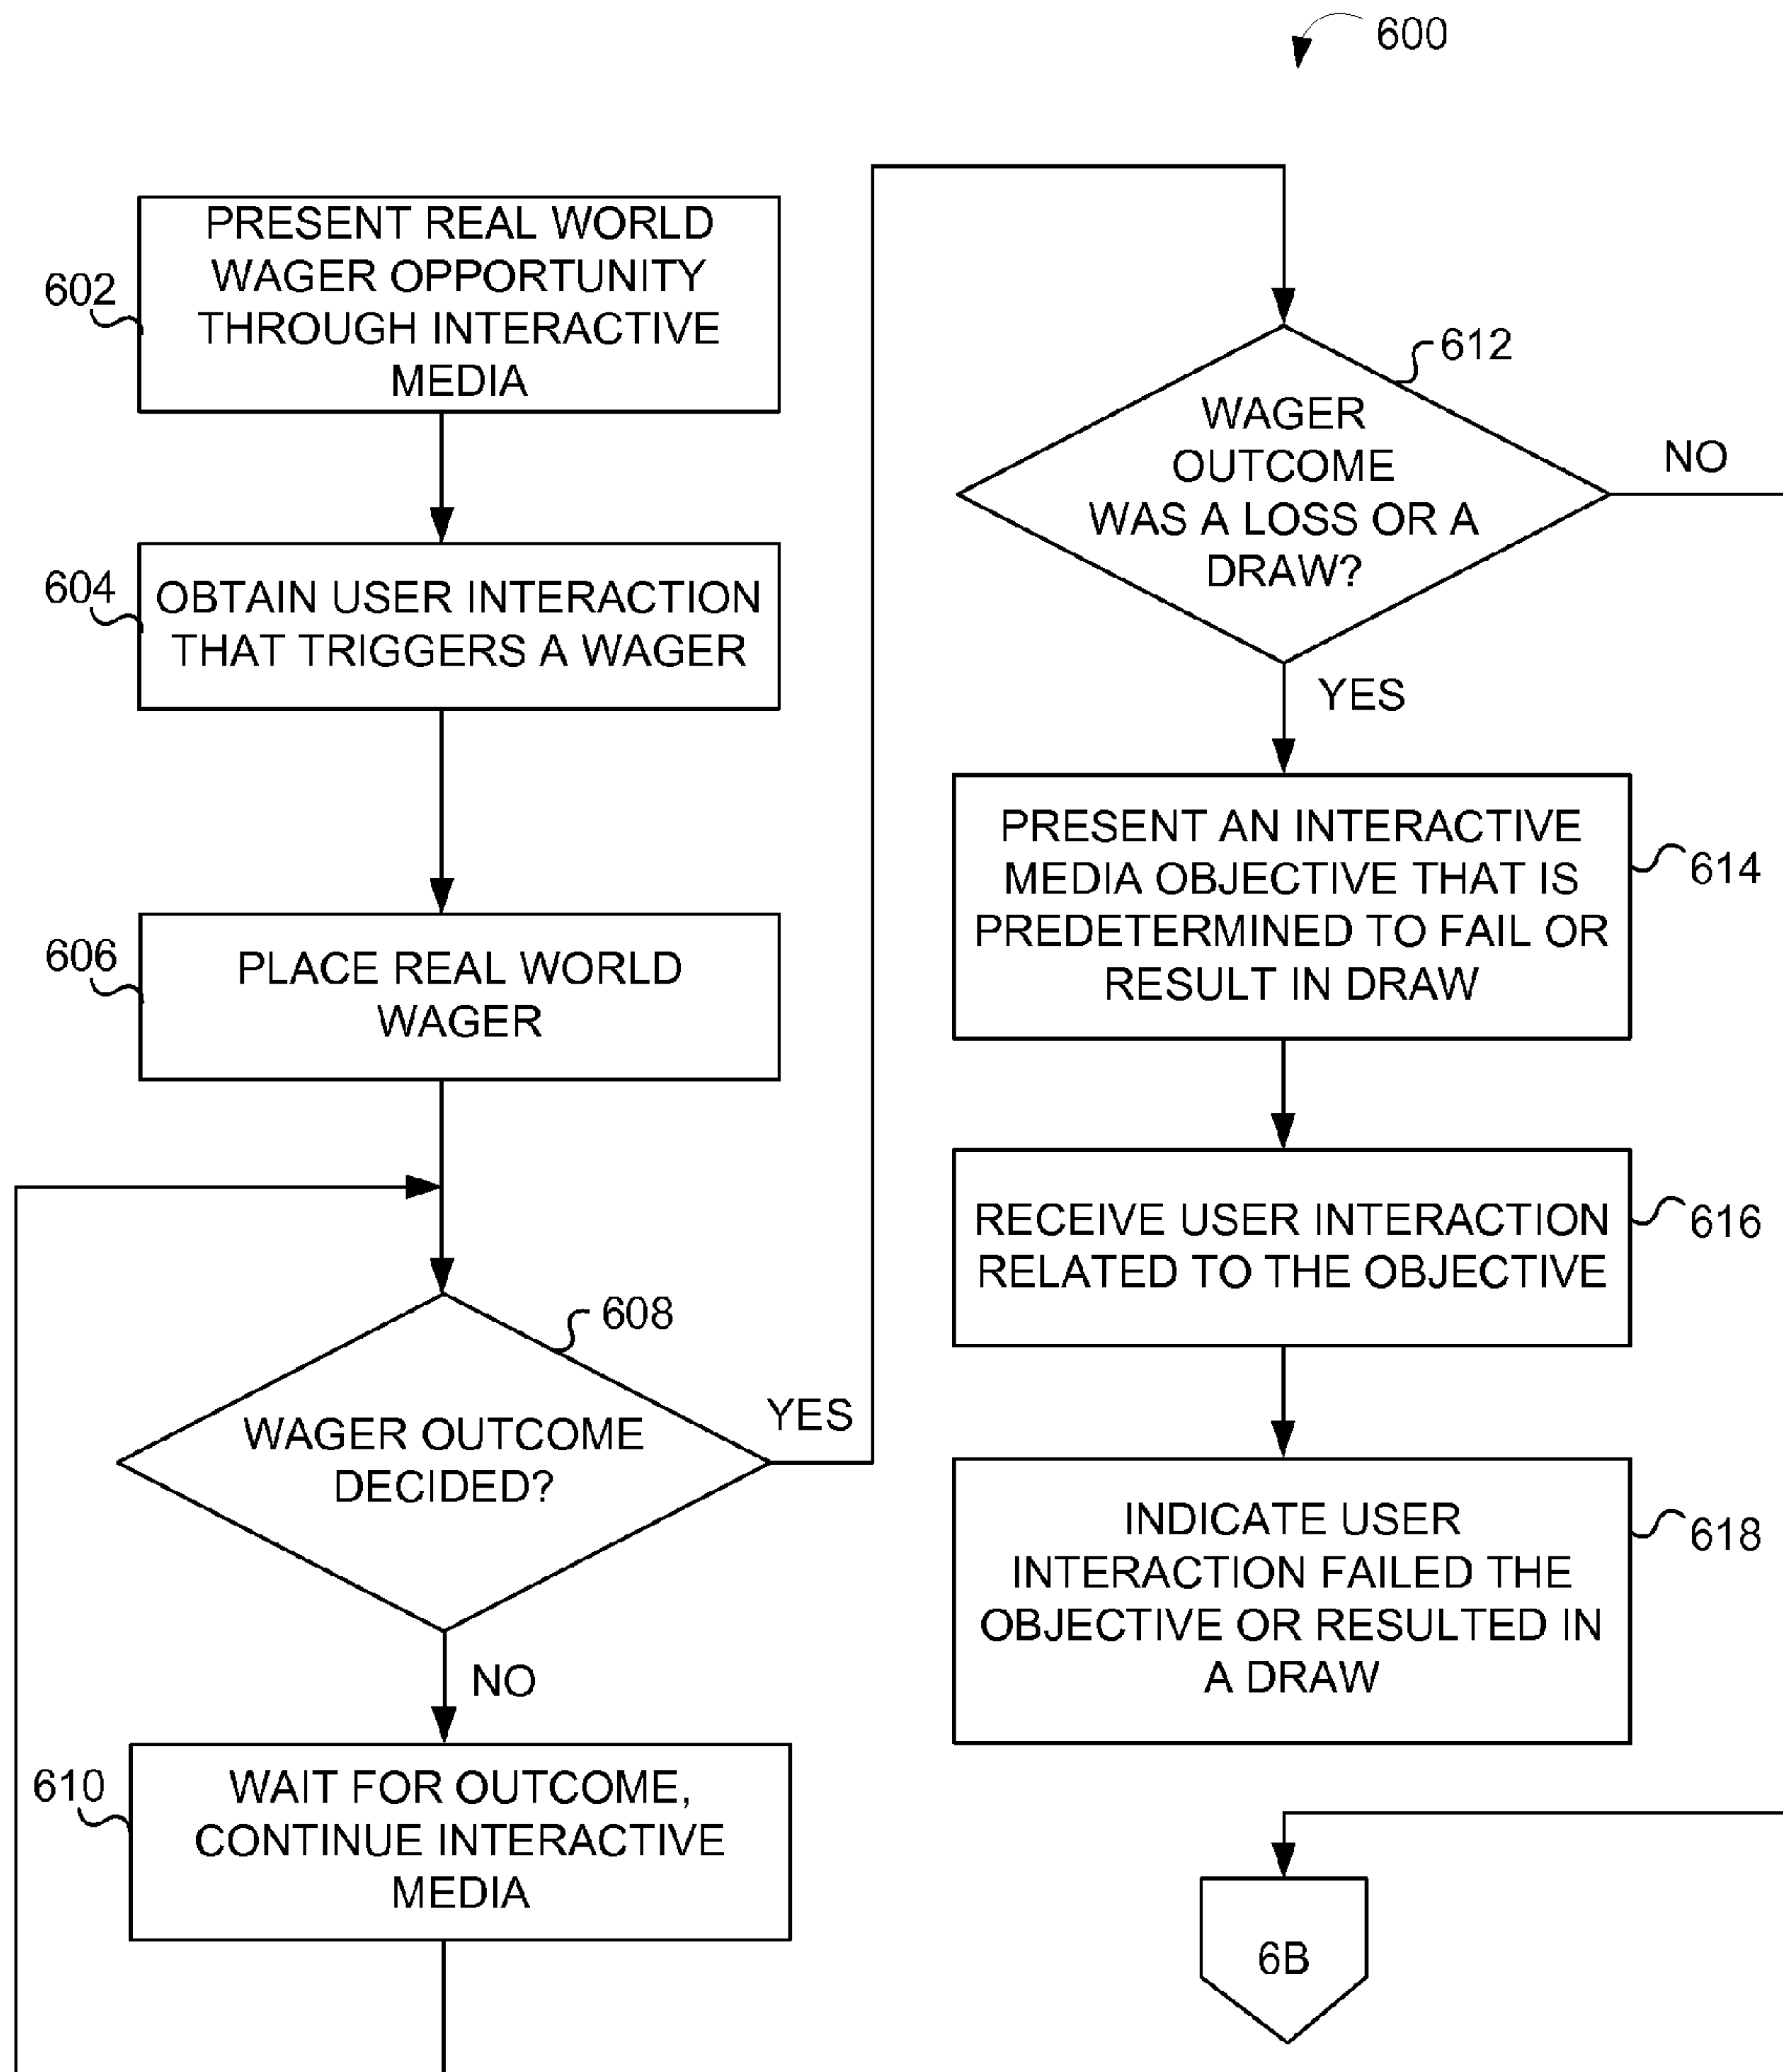 600
602
PRESENT REAL WORLD
WAGER OPPORTUNITY
THROUGH INTERACTIVE
MEDIA
604
OBTAIN USER INTERACTION
THAT TRIGGERS A WAGER
606
PLACE REAL WORLD
WAGER
608
WAGER OUTCOME
DECIDED?
YES
NO
610
WAIT FOR OUTCOME,
CONTINUE INTERACTIVE
MEDIA
612
WAGER
OUTCOME
WAS A LOSS OR A
DRAW?
NO
YES
PRESENT AN INTERACTIVE
MEDIA OBJECTIVE THAT IS
PREDETERMINED TO FAIL OR
RESULT IN DRAW
614
RECEIVE USER INTERACTION
RELATED TO THE OBJECTIVE
616
INDICATE USER
INTERACTION FAILED THE
OBJECTIVE OR RESULTED IN
A DRAW
618
6B